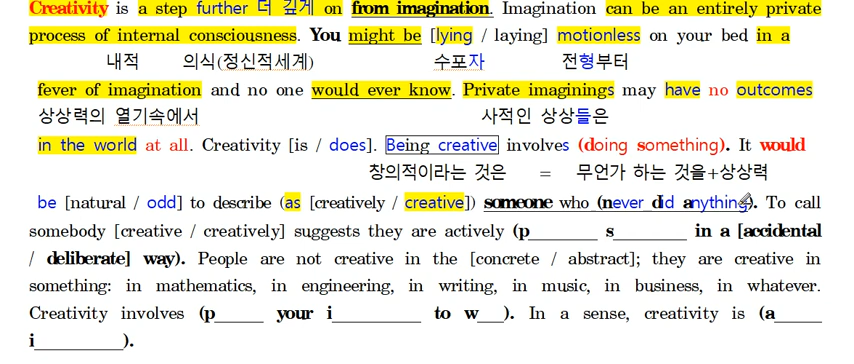 Creativity is a step further 더 깊게 on from imagination. Imagination can be an entirely private
process of internal consciousness. You might be [lying / laying] motionless on your bed in a
내적 의식(정신적세계) 수포자 전형부터
fever of imagination and no one would ever know. Private imaginings may have no outcomes
상상력의 열기속에서 사적인 상상들은
in the world at all. Creativity [is / does]. Being creative involves (doing something). It would
창의적이라는 것은 = 무언가 하는 것을+상상력
be [natural / odd] to describe (as [creatively / creative]) someone who (never did anything). To call
somebody [creative / creatively] suggests they are actively (p________ s________ in a [accidental
/ deliberate] way). People are not creative in the [concrete / abstract]; they are creative in
something: in mathematics, in engineering, in writing, in music, in business, in whatever.
Creativity involves (p_____ your i_________ to w___). In a sense, creativity is (a_____
i_________).